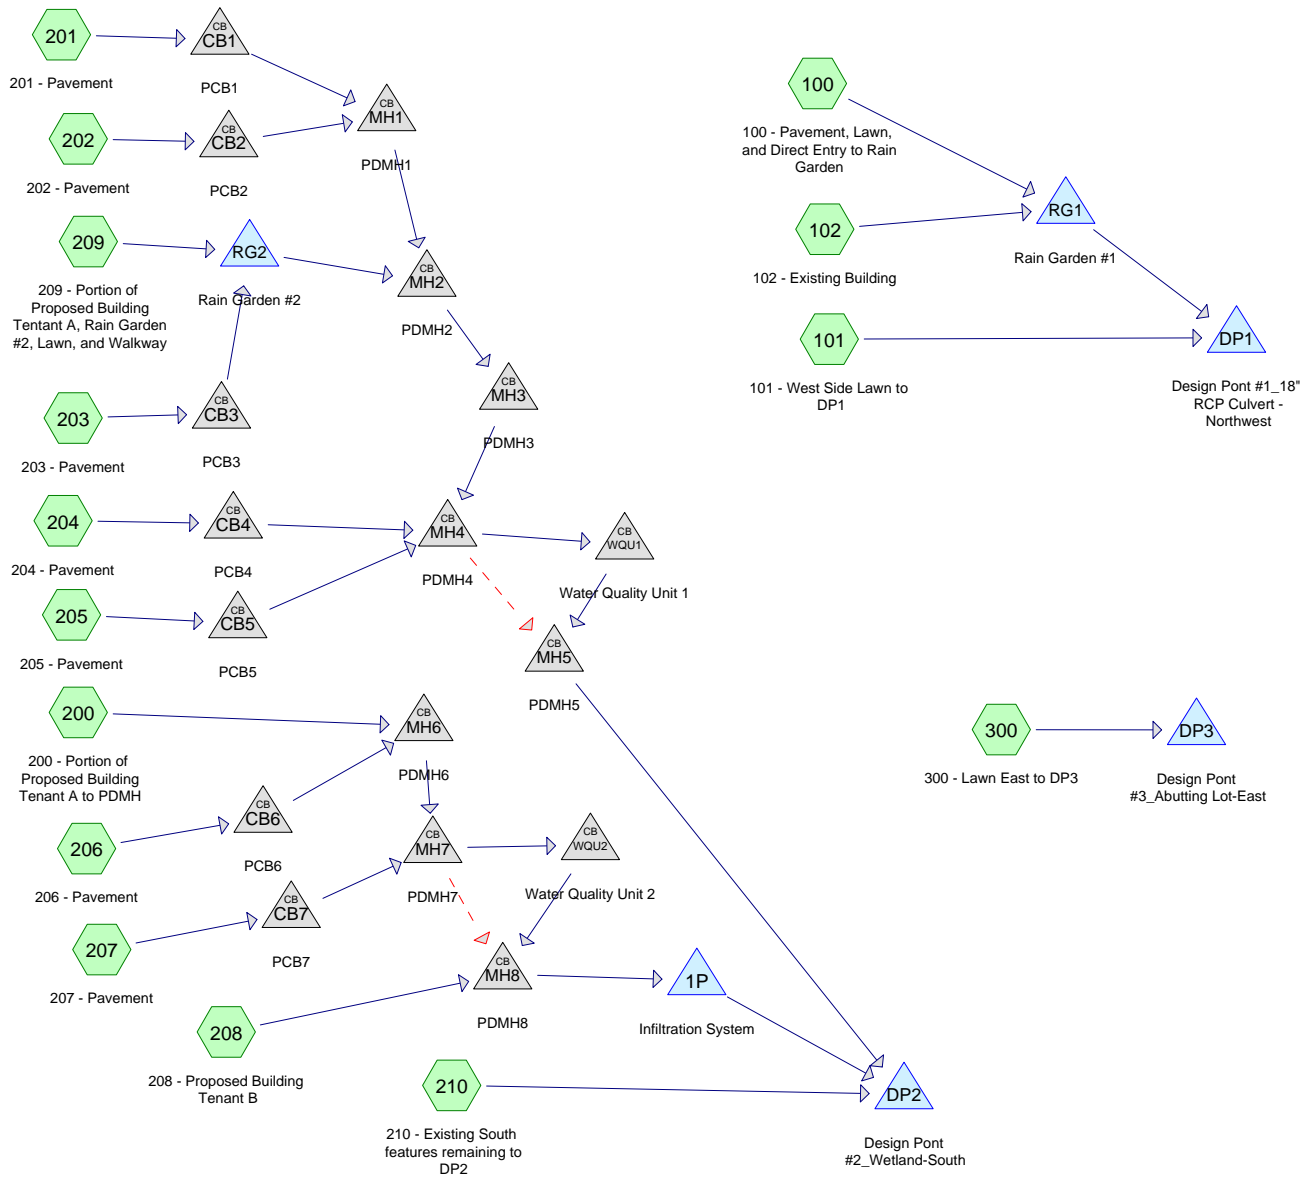 201
201 - Pavement
CB
CB1
PCB1
202
202 - Pavement
CB
CB2
PCB2
CB
MH1
PDMH1
209
209 - Portion of
Proposed Building
Tentant A, Rain Garden
#2, Lawn, and Walkway
RG2
Rain Garden #2
CB
MH2
PDMH2
203
203 - Pavement
CB
CB3
PCB3
CB
MH3
PDMH3
204
204 - Pavement
CB
CB4
PCB4
CB
MH4
PDMH4
CB
WQU1
Water Quality Unit 1
205
205 - Pavement
CB
CB5
PCB5
CB
MH5
PDMH5
200
200 - Portion of
Proposed Building
Tenant A to PDMH
CB
MH6
PDMH6
206
206 - Pavement
CB
CB6
PCB6
CB
MH7
PDMH7
CB
WQU2
Water Quality Unit 2
207
207 - Pavement
CB
CB7
PCB7
CB
MH8
PDMH8
1P
Infiltration System
208
208 - Proposed Building
Tenant B
210
210 - Existing South
features remaining to
DP2
DP2
Design Pont
#2_Wetland-South
100
100 - Pavement, Lawn,
and Direct Entry to Rain
Garden
102
102 - Existing Building
RG1
Rain Garden #1
101
101 - West Side Lawn to
DP1
DP1
Design Pont #1_18"
RCP Culvert -
Northwest
300
300 - Lawn East to DP3
DP3
Design Pont
#3_Abutting Lot-East